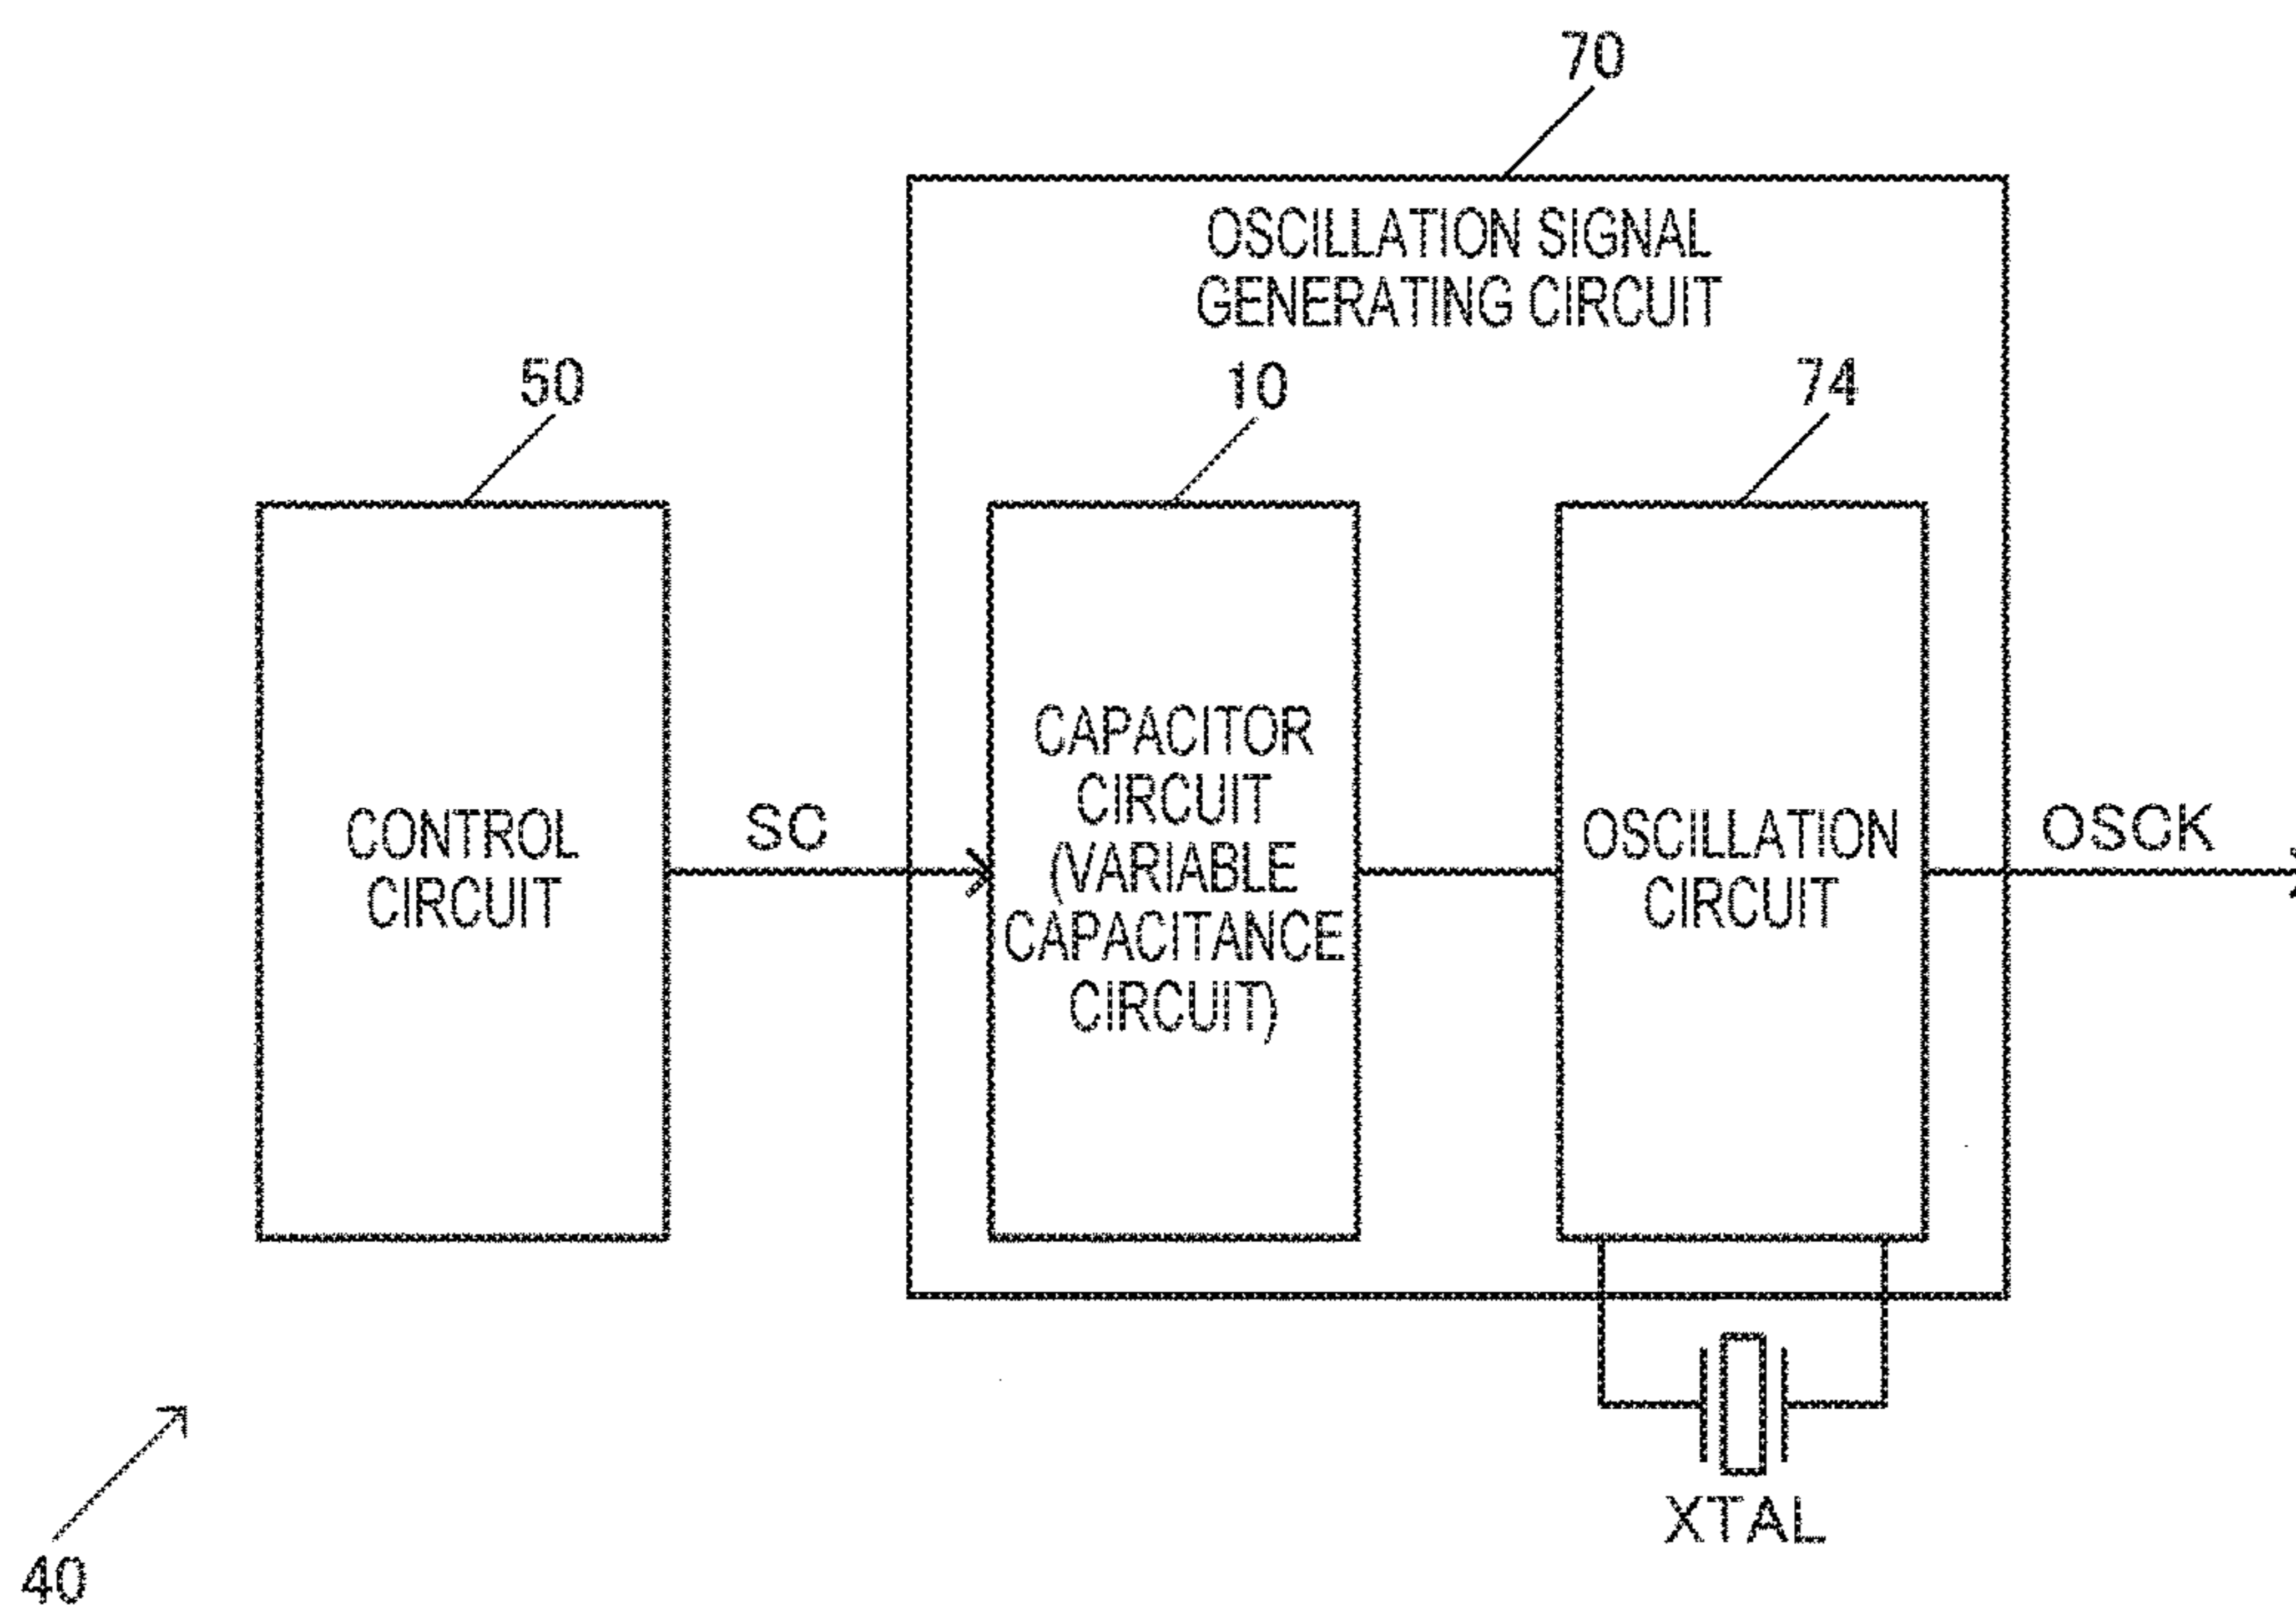 70
OSCILLATION SIGNAL
GENERATING CIRCUIT
50
10
74
CONTROL
CIRCUIT
SC
CAPACITOR
CIRCUIT
(VARIABLE
CAPACITANCE
CIRCUIT)
OSCILLATION
CIRCUIT
OSCK
XTAL
40